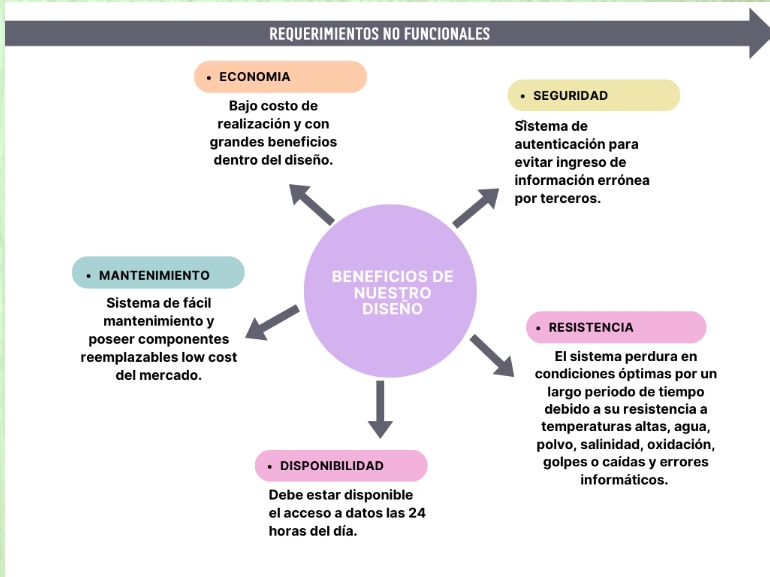 REQUERIMIENTOS NO FUNCIONALES
• ECONOMIA
Bajo costo de
realización y con
grandes beneficios
dentro del diseño.
• SEGURIDAD
Sistema de
autenticación para
evitar ingreso de
información errónea
por terceros.
BENEFICIOS DE
NUESTRO
DISEÑO
• MANTENIMIENTO
Sistema de fácil
mantenimiento y
poseer componentes
reemplazables low cost
del mercado.
• RESISTENCIA
El sistema perdura en
condiciones óptimas por un
largo periodo de tiempo
debido a su resistencia a
temperaturas altas, agua,
polvo, salinidad, oxidación,
golpes o caídas y errores
informáticos.
• DISPONIBILIDAD
Debe estar disponible
el acceso a datos las 24
horas del día.